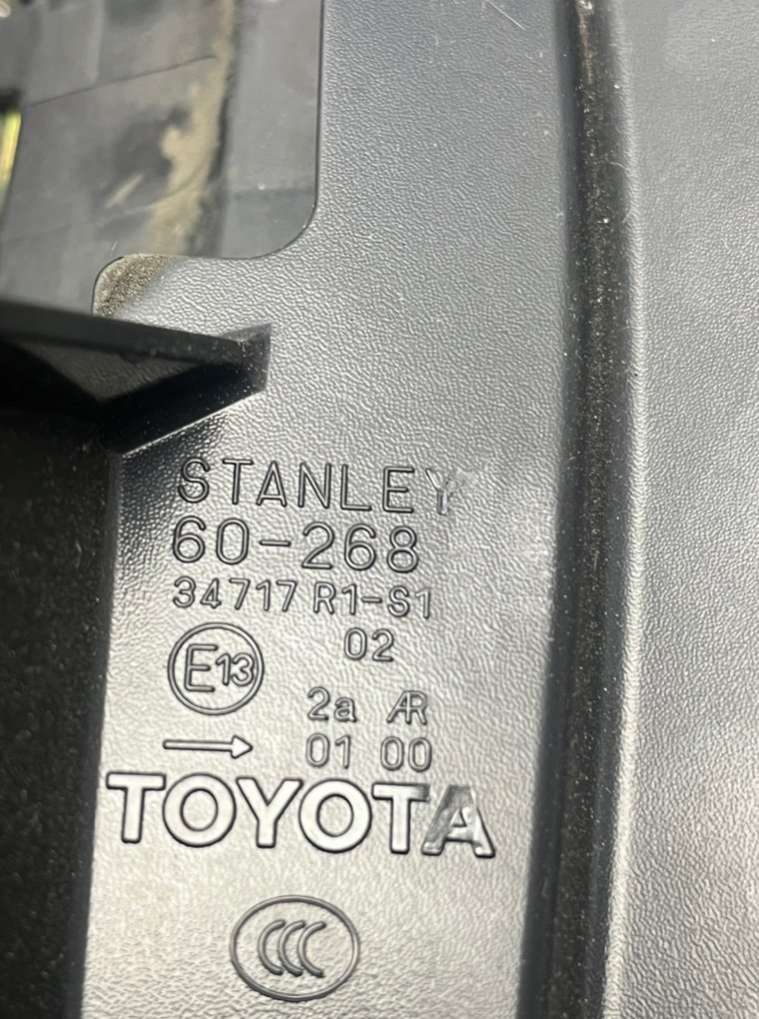 STANLEY
60-268
34717 R1-S1
02
E13
2a AR
→ 01 00
TOYOTA
CCC